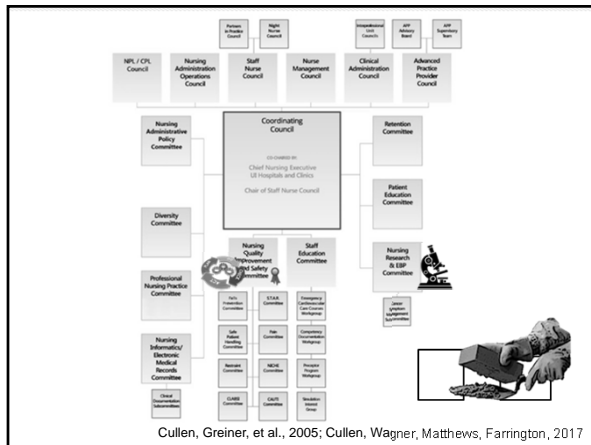 Partners
In Practice
Council
Night
Nurse
Council
Interprofessional
Unit
Councils
APP
Advisory
Board
APP
Supervisory
Team
NPL / CPL
Council
Nursing
Administration
Operations
Council
Staff
Nurse
Council
Nurse
Management
Council
Clinical
Administration
Council
Advanced
Practice
Provider
Council
Nursing
Administrative
Policy
Committee
Coordinating
Council
CO-CHAIRED BY:
Chief Nursing Executive
UI Hospitals and Clinics
Chair of Staff Nurse Council
Retention
Committee
Patient
Education
Committee
Diversity
Committee
Nursing
Quality
Improvement
and Safety
Committee
Staff
Education
Committee
Nursing
Research
& EBP
Committee
Professional
Nursing Practice
Committee
Falls
Prevention
Committee
S.T.A.R.
Committee
Emergency
Cardiovascular
Care Courses
Workgroup
Cancer
Symptom
Management
Subcommittee
Safe
Patient
Handling
Committee
Pain
Committee
Competency
Documentation
Workgroup
Nursing
Informatics/
Electronic
Medical
Records
Committee
Restraint
Committee
NICHE
Committee
Preceptor
Program
Workgroup
Clinical
Documentation
Subcommittees
CLABSI
Committee
CAUTI
Committee
Simulation
Interest
Group
Cullen, Greiner, et al., 2005; Cullen, Wagner, Matthews, Farrington, 2017